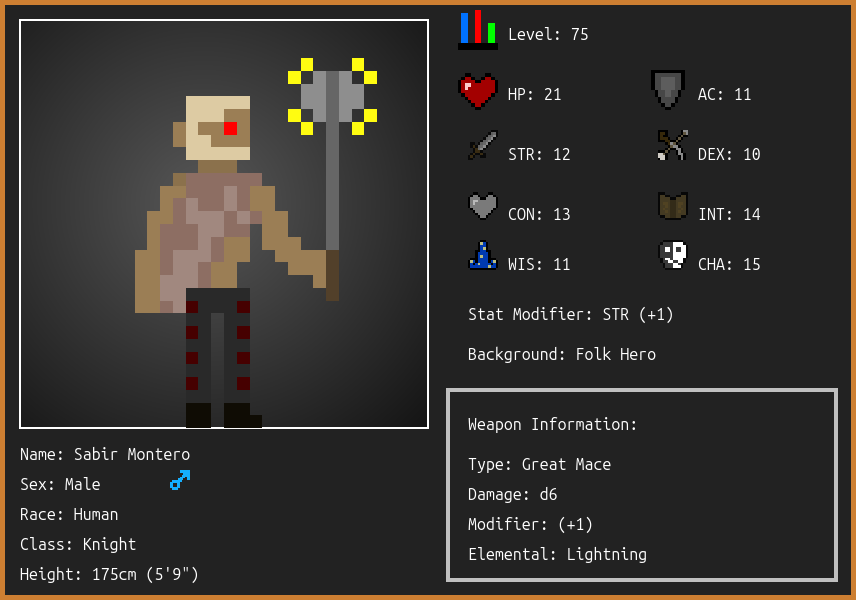 Level: 75
HP: 21
AC: 11
STR: 12
DEX: 10
CON: 13
INT: 14
WIS: 11
CHA: 15
Stat Modifier: STR (+1)
Background: Folk Hero
Weapon Information:
Type: Great Mace
Damage: d6
Modifier: (+1)
Elemental: Lightning
Name: Sabir Montero
Sex: Male
Race: Human
Class: Knight
Height: 175cm (5'9")